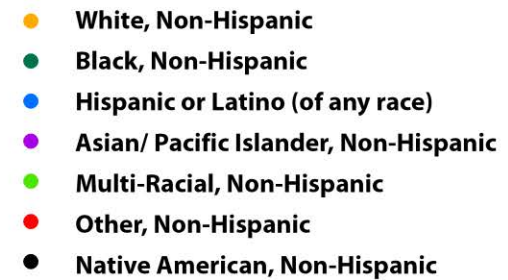 White, Non-Hispanic
Black, Non-Hispanic
Hispanic or Latino (of any race)
Asian/ Pacific Islander, Non-Hispanic
Multi-Racial, Non-Hispanic
Other, Non-Hispanic
Native American, Non-Hispanic